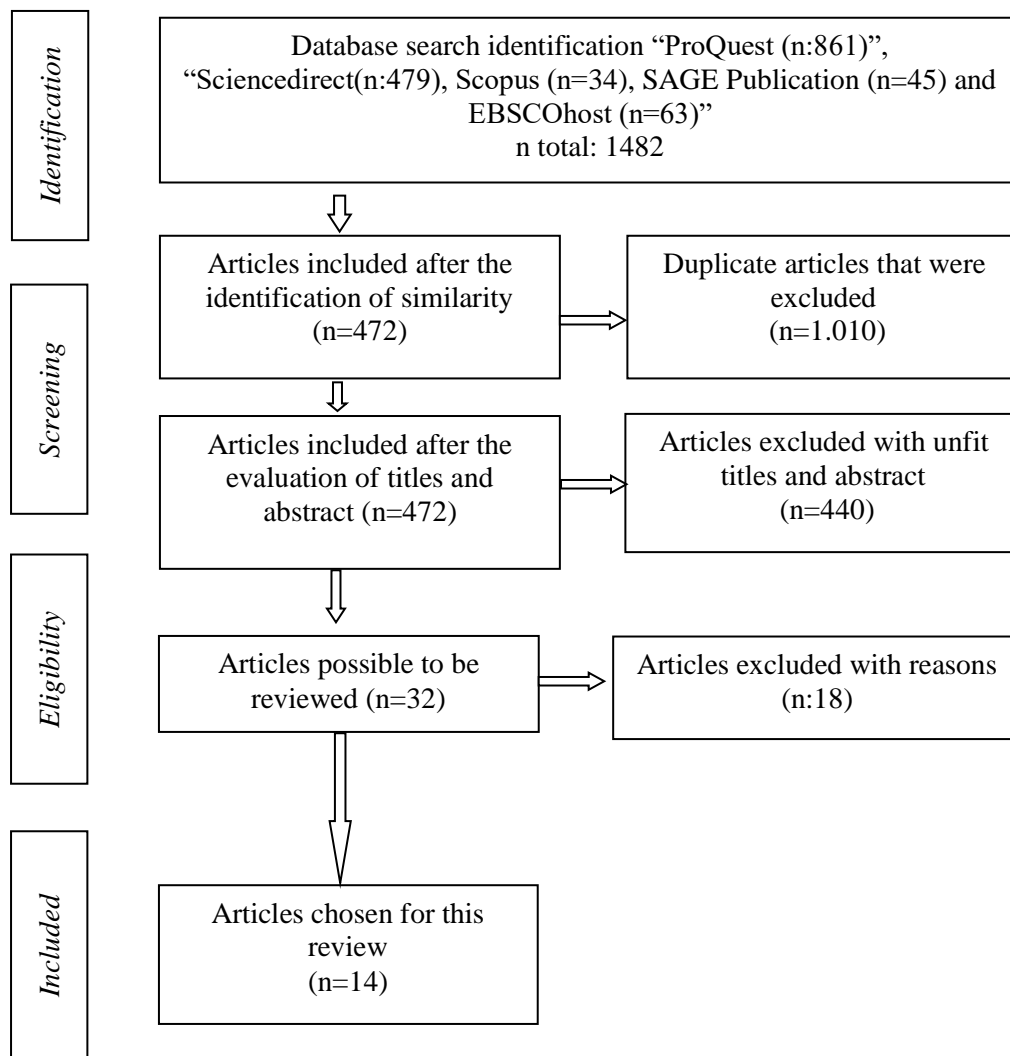 Identification
Database search identification “ProQuest (n:861)”,
“Sciencedirect(n:479), Scopus (n=34), SAGE Publication (n=45) and
EBSCOhost (n=63)”
n total: 1482
Screening
Articles included after the
identification of similarity
(n=472)
Duplicate articles that were
excluded
(n=1.010)
Articles included after the
evaluation of titles and
abstract (n=472)
Articles excluded with unfit
titles and abstract
(n=440)
Eligibility
Articles possible to be
reviewed (n=32)
Articles excluded with reasons
(n:18)
Included
Articles chosen for this
review
(n=14)